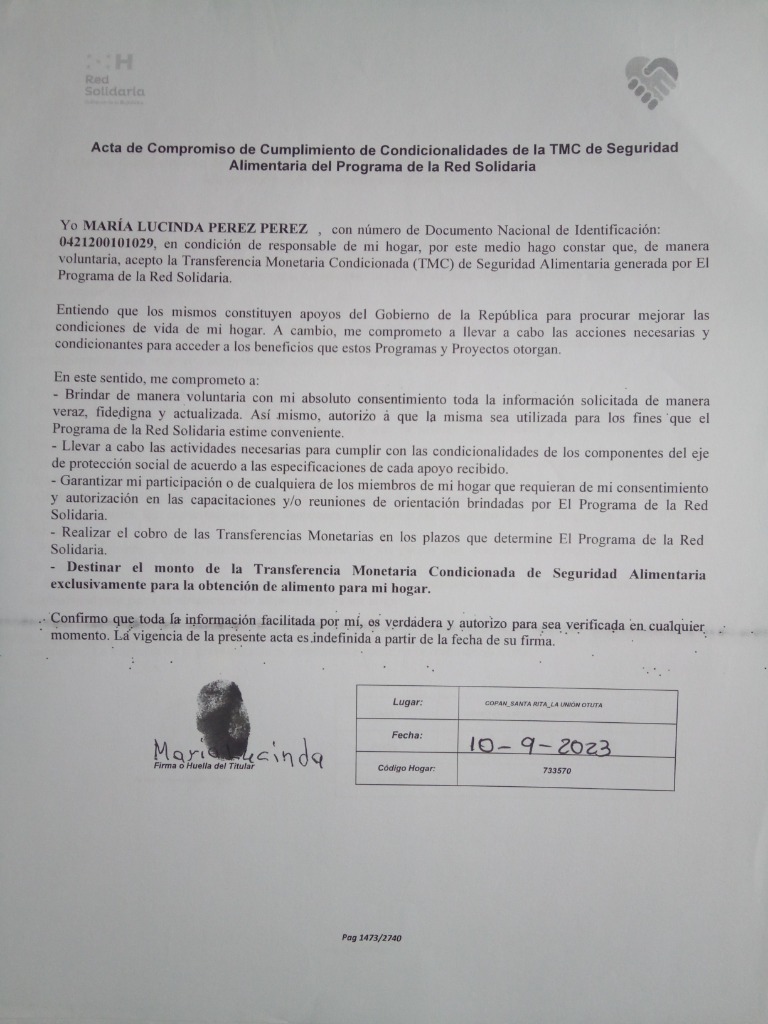 H
Red
Solidaria
Acta de Compromiso de Cumplimiento de Condicionalidades de la TMC de Seguridad
Alimentaria del Programa de la Red Solidaria
Yo MARÍA LUCINDA PEREZ PEREZ , con número de Documento Nacional de Identificación:
0421200101029, en condición de responsable de mi hogar, por este medio hago constar que, de manera
voluntaria, acepto la Transferencia Monetaria Condicionada (TMC) de Seguridad Alimentaria generada por El
Programa de la Red Solidaria.
Entiendo que los mismos constituyen apoyos del Gobierno de la República para procurar mejorar las
condiciones de vida de mi hogar. A cambio, me comprometo a llevar a cabo las acciones necesarias y
condicionantes para acceder a los beneficios que estos Programas y Proyectos otorgan.
En este sentido, me comprometo a:
- Brindar de manera voluntaria con mi absoluto consentimiento toda la información solicitada de manera
veraz, fidedigna y actualizada. Así mismo, autorizo a que la misma sea utilizada para los fines que el
Programa de la Red Solidaria estime conveniente.
- Llevar a cabo las actividades necesarias para cumplir con las condicionalidades de los componentes del eje
de protección social de acuerdo a las especificaciones de cada apoyo recibido.
- Garantizar mi participación o de cualquiera de los miembros de mi hogar que requieran de mi consentimiento
y autorización en las capacitaciones y/o reuniones de orientación brindadas por El Programa de la Red
Solidaria.
- Realizar el cobro de las Transferencias Monetarias en los plazos que determine El Programa de la Red
Solidaria.
- Destinar el monto de la Transferencia Monetaria Condicionada de Seguridad Alimentaria
exclusivamente para la obtención de alimento para mi hogar.
Confirmo que toda la información facilitada por mí, es verdadera y autorizo para sea verificada en cualquier
momento. La vigencia de la presente acta es indefinida a partir de la fecha de su firma.
Maria Lucinda
Firma o Huella del Titular
Lugar: COPAN_SANTA RITA_LA UNION OTUTA
Fecha: 10-9-2023
Código Hogar: 733570
Pag 1473/2740